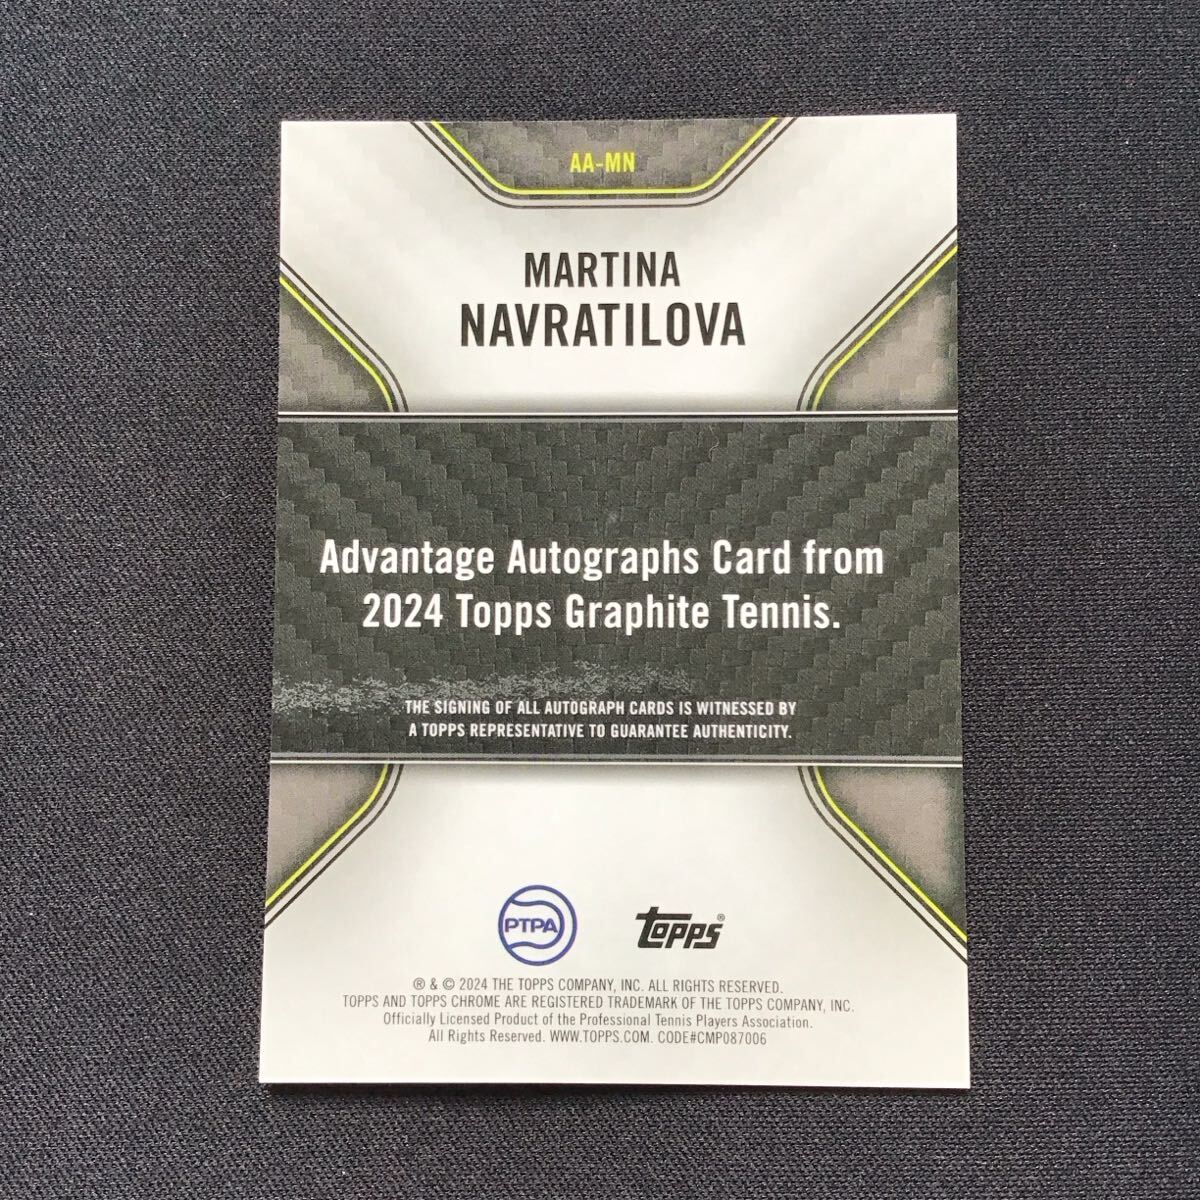 AA-MN
MARTINA
NAVRATILOVA
Advantage Autographs Card from
2024 Topps Graphite Tennis.
THE SIGNING OF ALL AUTOGRAPH CARDS IS WITNESSED BY
A TOPPS REPRESENTATIVE TO GUARANTEE AUTHENTICITY.
PTPA
topps®
® & © 2024 THE TOPPS COMPANY, INC. ALL RIGHTS RESERVED.
TOPPS AND TOPPS CHROME ARE REGISTERED TRADEMARK OF THE TOPPS COMPANY, INC.
Officially Licensed Product of the Professional Tennis Players Association.
All Rights Reserved. WWW.TOPPS.COM. CODE#CMP087006